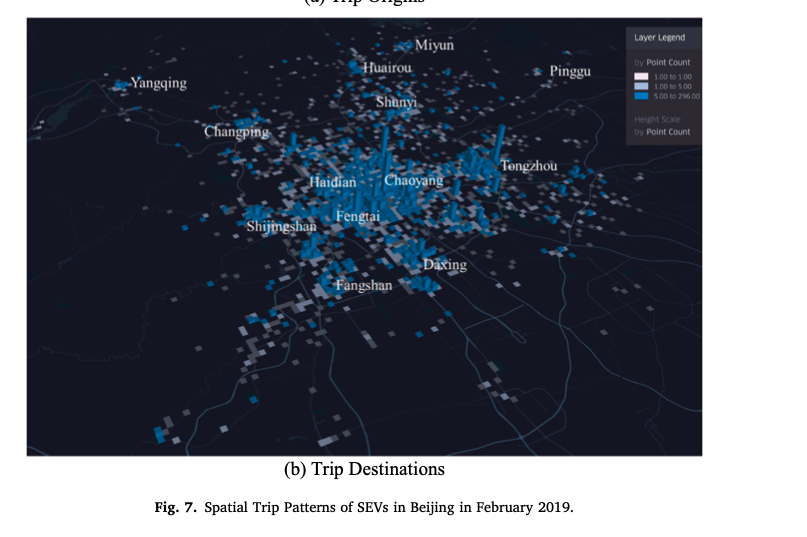 (a) Trip Origins
Miyun
Layer Legend
Huairou
by Point Count
Pinggu
1.00 to 1.00
Yangqing
1.00 to 5.00
5.00 to 296.00
Shunyi
Height Scale
Changping
by Point Count
Tongzhou
Haidian
Chaoyang
Fengtai
Shijingshan
Daxing
Fangshan
(b) Trip Destinations
Fig. 7. Spatial Trip Patterns of SEVs in Beijing in February 2019.